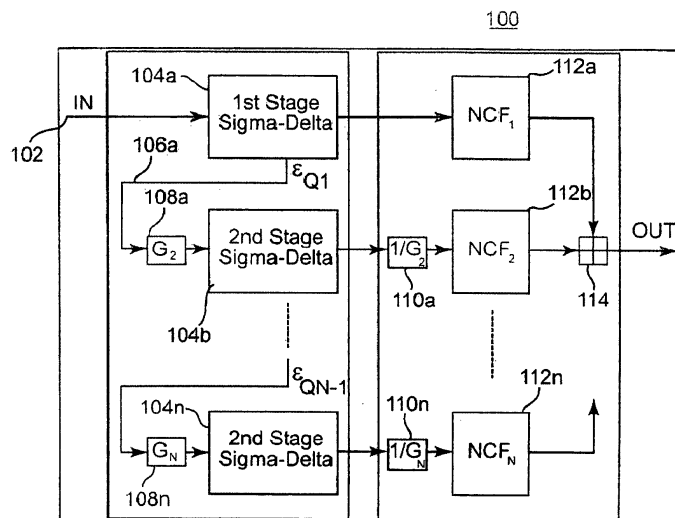 100
104a
112a
IN
1st Stage
Sigma-Delta
NCF1
102
106a
εQ1
108a
112b
G2
2nd Stage
Sigma-Delta
1/G2
NCF2
OUT
104b
110a
114
εQN-1
104n
110n
112n
GN
2nd Stage
Sigma-Delta
1/GN
NCFN
108n